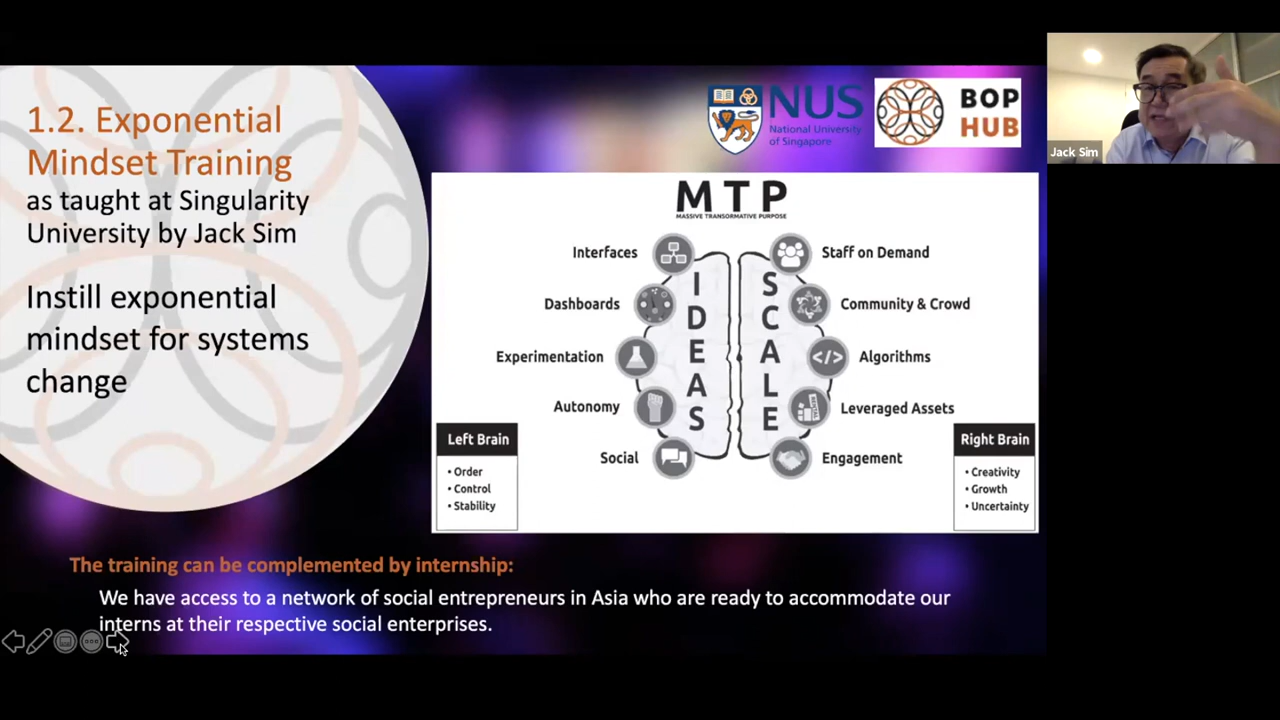 1.2. Exponential
Mindset Training
as taught at Singularity
University by Jack Sim
Instill exponential
mindset for systems
change
NUS
National University
of Singapore
BOP
HUB
Jack Sim
MTP
MASSIVE TRANSORMATIVE PURPOSE
Interfaces
Dashboards
Experimentation
Autonomy
Social
IDEAS
SCALE
Staff on Demand
Community & Crowd
Algorithms
</>
Leveraged Assets
Engagement
Left Brain
• Order
• Control
• Stability
Right Brain
• Creativity
• Growth
• Uncertainty
The training can be complemented by internship:
We have access to a network of social entrepreneurs in Asia who are ready to accommodate our
interns at their respective social enterprises.